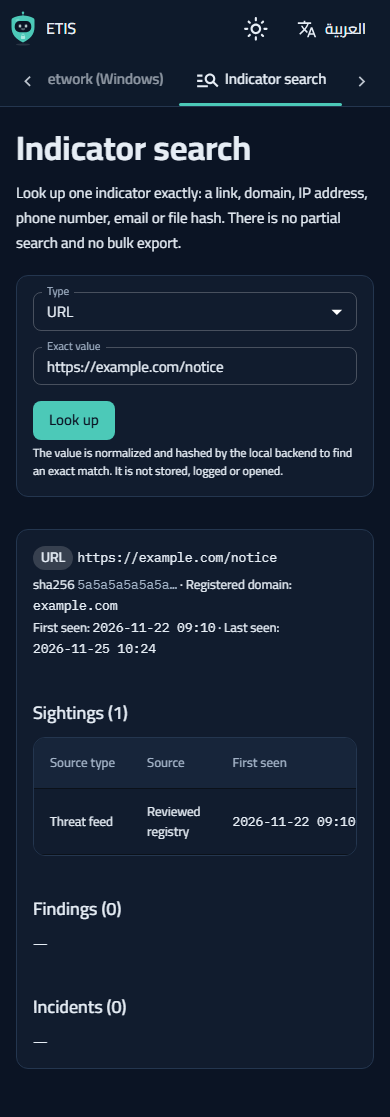 ETIS
العربية
etwork (Windows)
Indicator search
Indicator search
Look up one indicator exactly: a link, domain, IP address,
phone number, email or file hash. There is no partial
search and no bulk export.
Type
URL
Exact value
https://example.com/notice
Look up
The value is normalized and hashed by the local backend to find
an exact match. It is not stored, logged or opened.
URL https://example.com/notice
sha256 5a5a5a5a5a5a… · Registered domain:
example.com
First seen: 2026-11-22 09:10 · Last seen:
2026-11-25 10:24
Sightings (1)
Source type Source First seen
Threat feed Reviewed registry 2026-11-22 09:10
Findings (0)
—
Incidents (0)
—